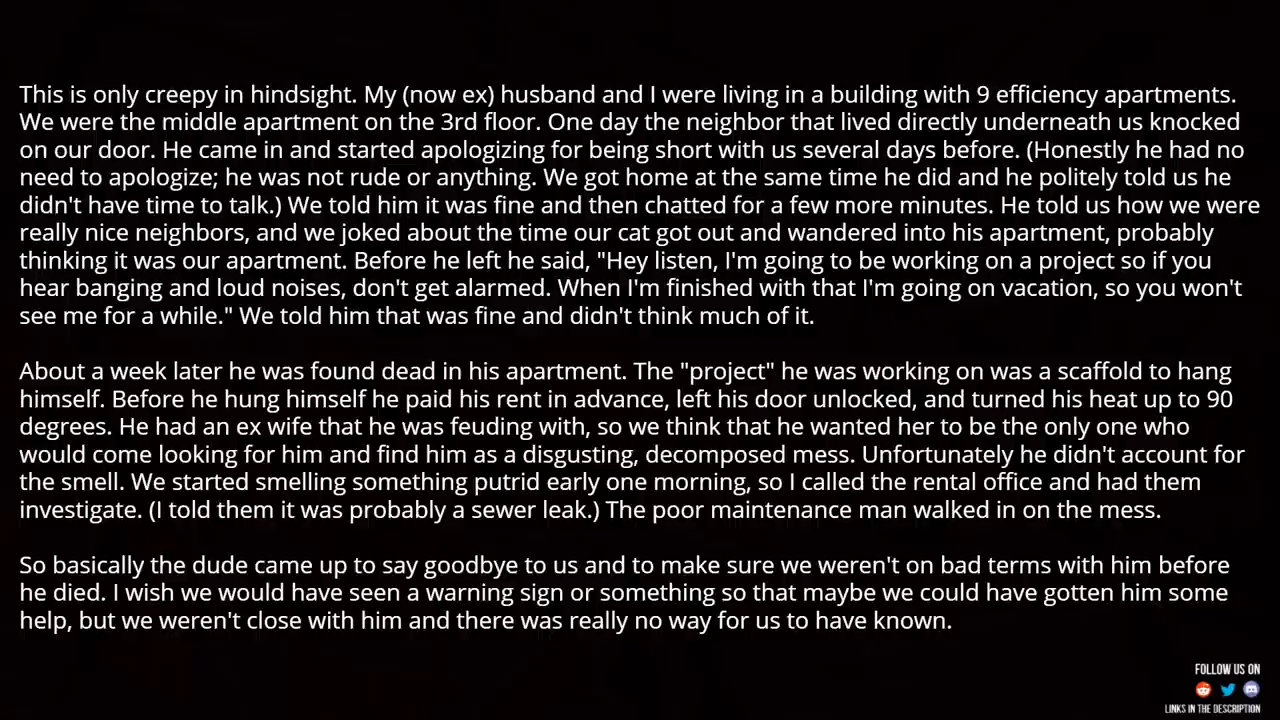 This is only creepy in hindsight. My (now ex) husband and I were living in a building with 9 efficiency apartments.
We were the middle apartment on the 3rd floor. One day the neighbor that lived directly underneath us knocked
on our door. He came in and started apologizing for being short with us several days before. (Honestly he had no
need to apologize; he was not rude or anything. We got home at the same time he did and he politely told us he
didn't have time to talk.) We told him it was fine and then chatted for a few more minutes. He told us how we were
really nice neighbors, and we joked about the time our cat got out and wandered into his apartment, probably
thinking it was our apartment. Before he left he said, "Hey listen, I'm going to be working on a project so if you
hear banging and loud noises, don't get alarmed. When I'm finished with that I'm going on vacation, so you won't
see me for a while." We told him that was fine and didn't think much of it.
About a week later he was found dead in his apartment. The "project" he was working on was a scaffold to hang
himself. Before he hung himself he paid his rent in advance, left his door unlocked, and turned his heat up to 90
degrees. He had an ex wife that he was feuding with, so we think that he wanted her to be the only one who
would come looking for him and find him as a disgusting, decomposed mess. Unfortunately he didn't account for
the smell. We started smelling something putrid early one morning, so I called the rental office and had them
investigate. (I told them it was probably a sewer leak.) The poor maintenance man walked in on the mess.
So basically the dude came up to say goodbye to us and to make sure we weren't on bad terms with him before
he died. I wish we would have seen a warning sign or something so that maybe we could have gotten him some
help, but we weren't close with him and there was really no way for us to have known.
FOLLOW US ON
LINKS IN THE DESCRIPTION